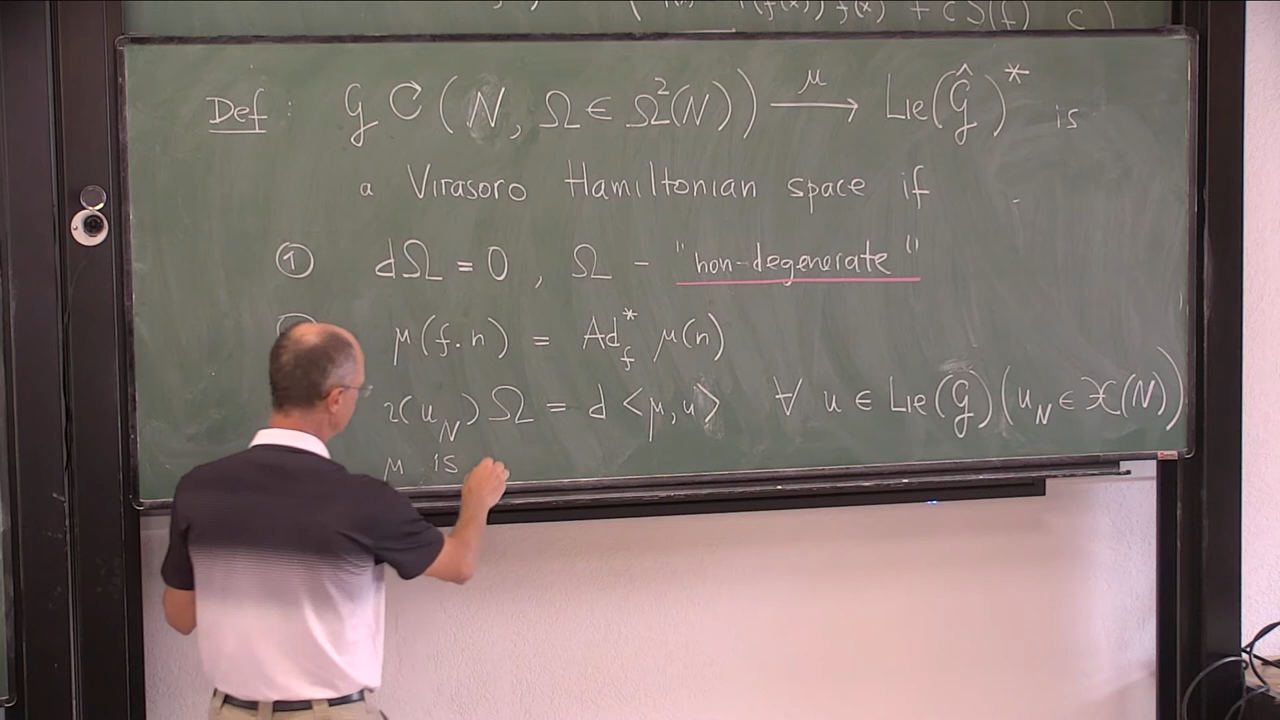 (f(x)) f(x) + c S(f) c )
Def : G ↻ ( N, Ω ∈ Ω²(N) ) —μ→ Lie(Ĝ)* is
a Virasoro Hamiltonian space if
① dΩ = 0 , Ω - "non-degenerate"
μ(f.n) = Ad*_f μ(n)
ι(u_N) Ω = d <μ,u> ∀ u ∈ Lie(Ĝ) (u_N ∈ 𝔛(N))
μ is